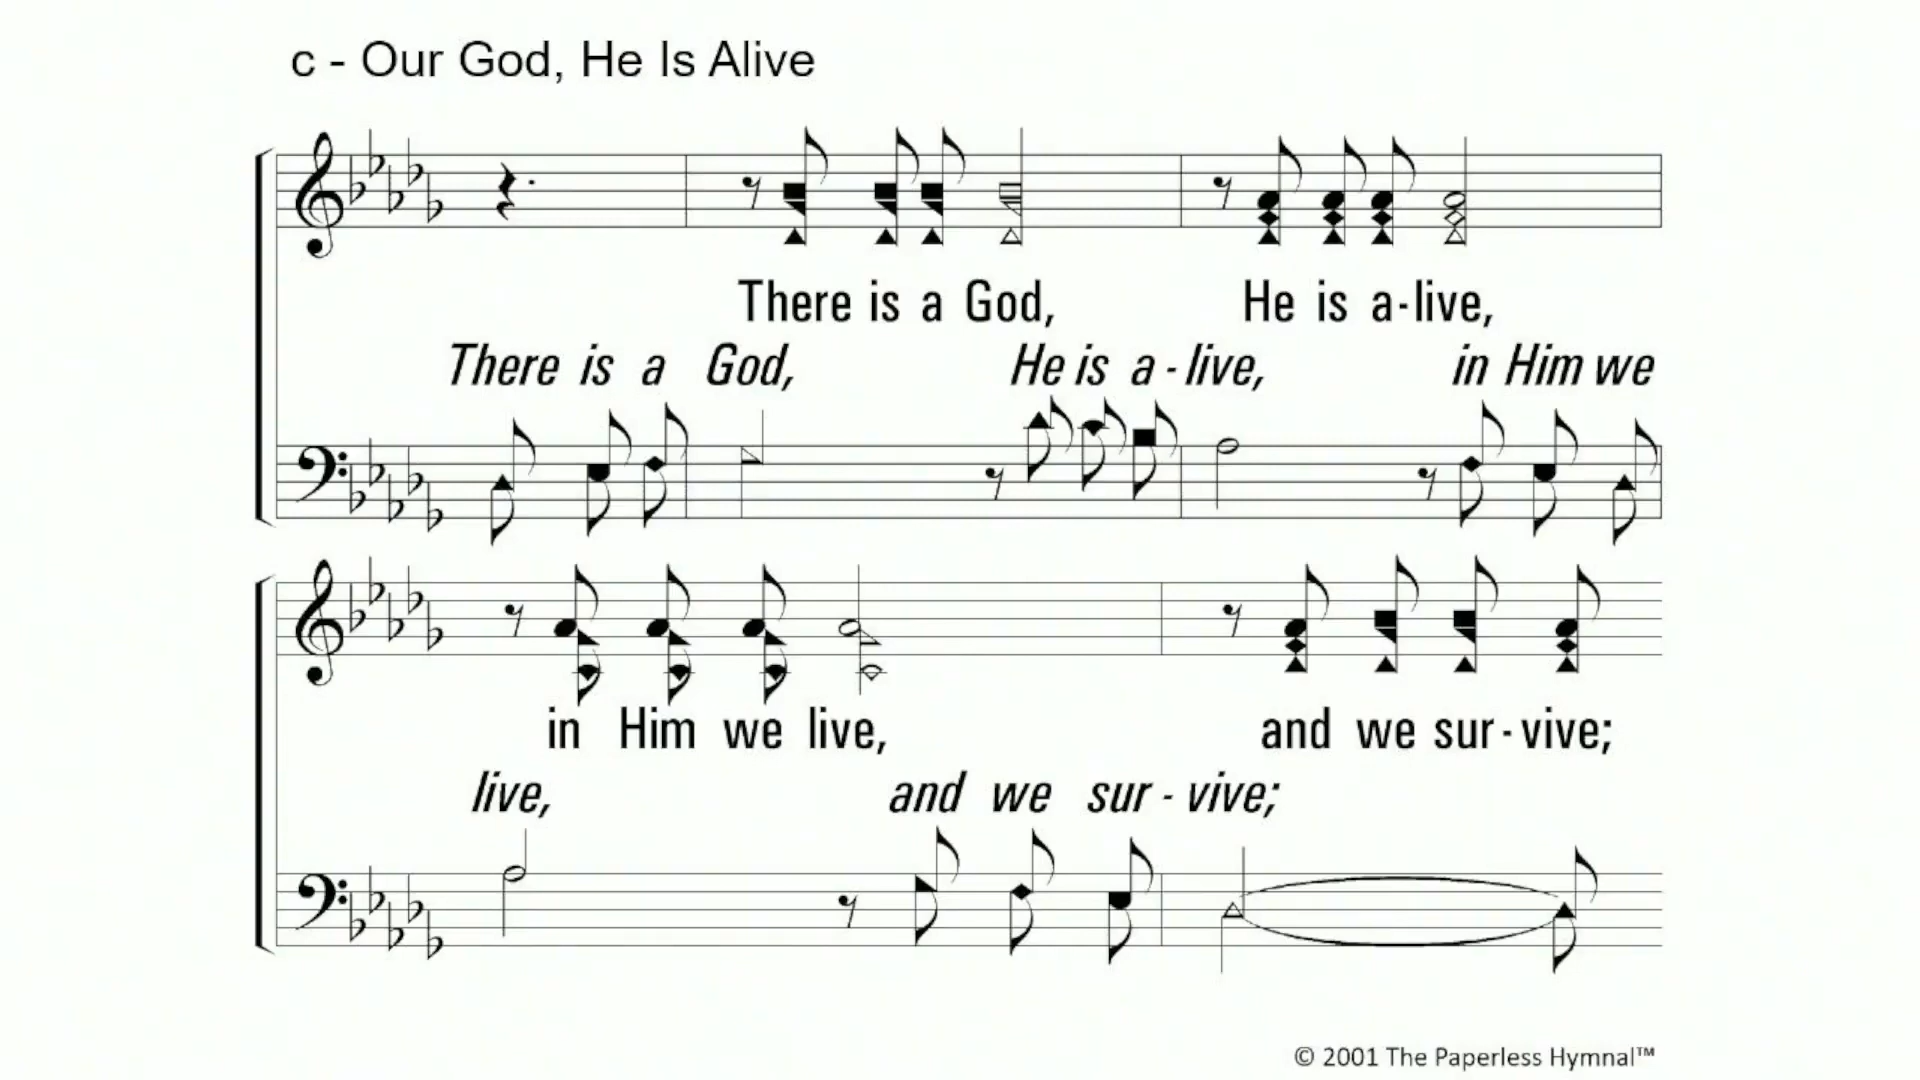 c - Our God, He Is Alive
There is a God, He is a-live,
There is a God, He is a - live, in Him we
in Him we live, and we sur-vive;
live, and we sur - vive;
© 2001 The Paperless Hymnal™